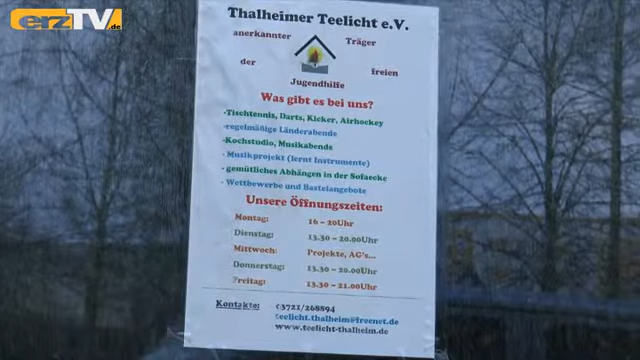 erzTV.de
Thalheimer Teelicht e.V.
anerkannter Träger
der freien
Jugendhilfe
Was gibt es bei uns?
-Tischtennis, Darts, Kicker, Airhockey
-regelmäßige Länderabende
-Kochstudio, Musikabende
- Musikprojekt (lernt Instrumente)
- gemütliches Abhängen in der Sofaecke
- Wettbewerbe und Bastelangebote
Unsere Öffnungszeiten:
Montag: 16 – 20Uhr
Dienstag: 13.30 – 20.00Uhr
Mittwoch: Projekte, AG's...
Donnerstag: 13.30 – 20.00Uhr
Freitag: 13.30 – 21.00Uhr
Kontakte: 03721/268894
teelicht.thalheim@freenet.de
www.teelicht-thalheim.de